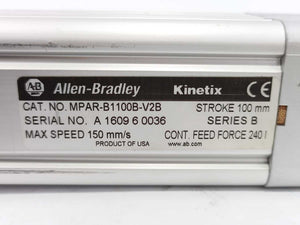 AB Allen-Bradley Kinetix CE
CAT. NO. MPAR-B1100B-V2B STROKE 100 mm
SERIAL NO. A 1609 6 0036 SERIES B
MAX SPEED 150 mm/s CONT. FEED FORCE 240
PRODUCT OF USA www.ab.com